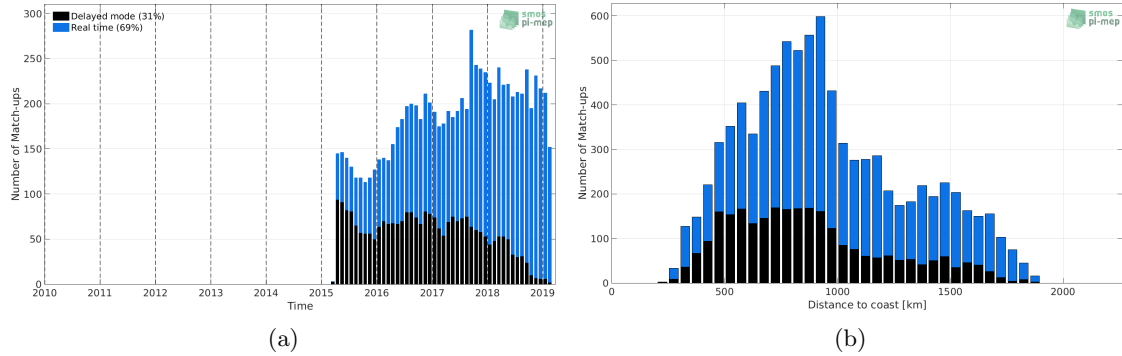 Delayed mode (31%)
Real time (69%)
smos
pi-mep
Number of Match-ups
300
250
200
150
100
50
0
2010 2011 2012 2013 2014 2015 2016 2017 2018 2019
Time
(a)
smos
pi-mep
Number of Match-ups
600
500
400
300
200
100
0
0 500 1000 1500 2000
Distance to coast [km]
(b)